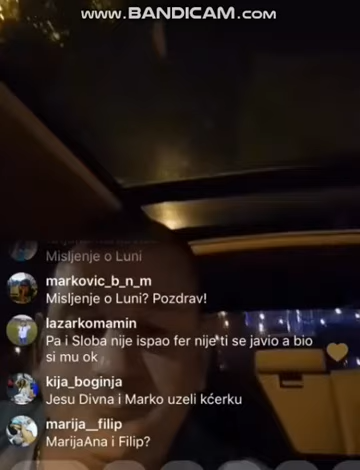 www.BANDICAM.com
Misljenje o Luni
markovic_b_n_m
Misljenje o Luni? Pozdrav!
lazarkomamin
Pa i Sloba nije ispao fer nije ti se javio a bio
si mu ok
kija_boginja
Jesu Divna i Marko uzeli kćerku
marija__filip
MarijaAna i Filip?